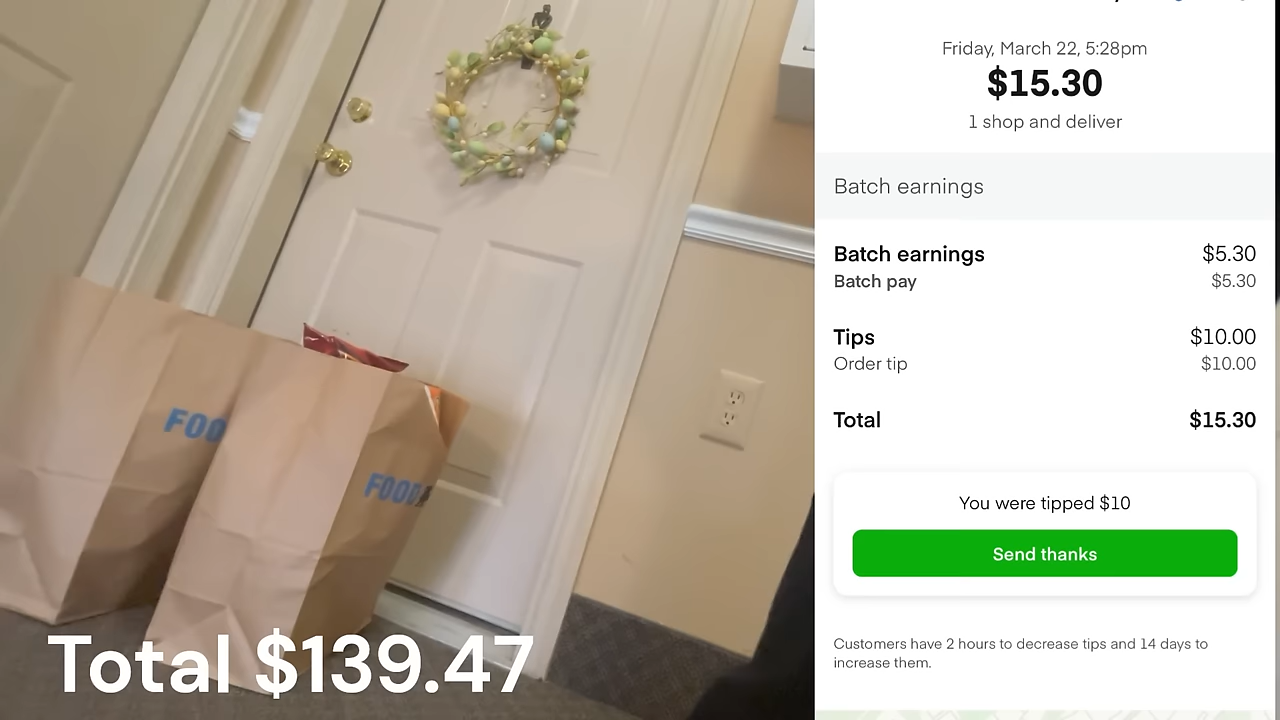 Friday, March 22, 5:28pm
$15.30
1 shop and deliver
Batch earnings
Batch earnings $5.30
Batch pay $5.30
Tips $10.00
Order tip $10.00
Total $15.30
You were tipped $10
Send thanks
Customers have 2 hours to decrease tips and 14 days to
increase them.
FOO
FOOD
Total $139.47